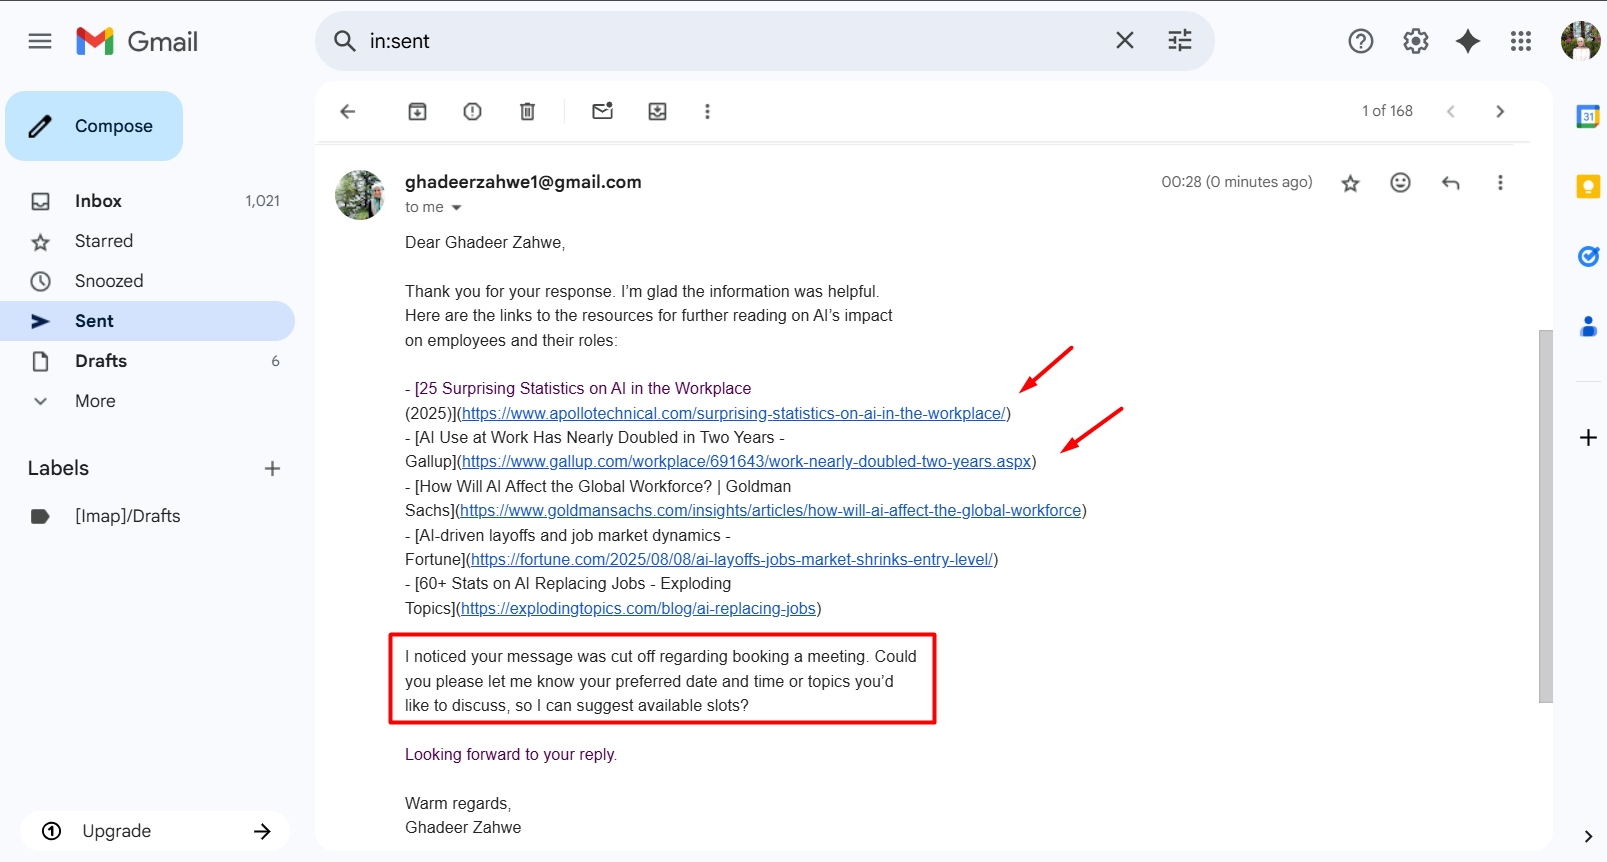 Gmail
in:sent
Compose
1 of 168
31
Inbox 1,021
Starred
Snoozed
Sent
Drafts 6
More
Labels
[Imap]/Drafts
Upgrade
ghadeerzahwe1@gmail.com
00:28 (0 minutes ago)
to me
Dear Ghadeer Zahwe,
Thank you for your response. I’m glad the information was helpful.
Here are the links to the resources for further reading on AI’s impact
on employees and their roles:
- [25 Surprising Statistics on AI in the Workplace
(2025)](https://www.apollotechnical.com/surprising-statistics-on-ai-in-the-workplace/)
- [AI Use at Work Has Nearly Doubled in Two Years -
Gallup](https://www.gallup.com/workplace/691643/work-nearly-doubled-two-years.aspx)
- [How Will AI Affect the Global Workforce? | Goldman
Sachs](https://www.goldmansachs.com/insights/articles/how-will-ai-affect-the-global-workforce)
- [AI-driven layoffs and job market dynamics -
Fortune](https://fortune.com/2025/08/08/ai-layoffs-jobs-market-shrinks-entry-level/)
- [60+ Stats on AI Replacing Jobs - Exploding
Topics](https://explodingtopics.com/blog/ai-replacing-jobs)
I noticed your message was cut off regarding booking a meeting. Could
you please let me know your preferred date and time or topics you’d
like to discuss, so I can suggest available slots?
Looking forward to your reply.
Warm regards,
Ghadeer Zahwe